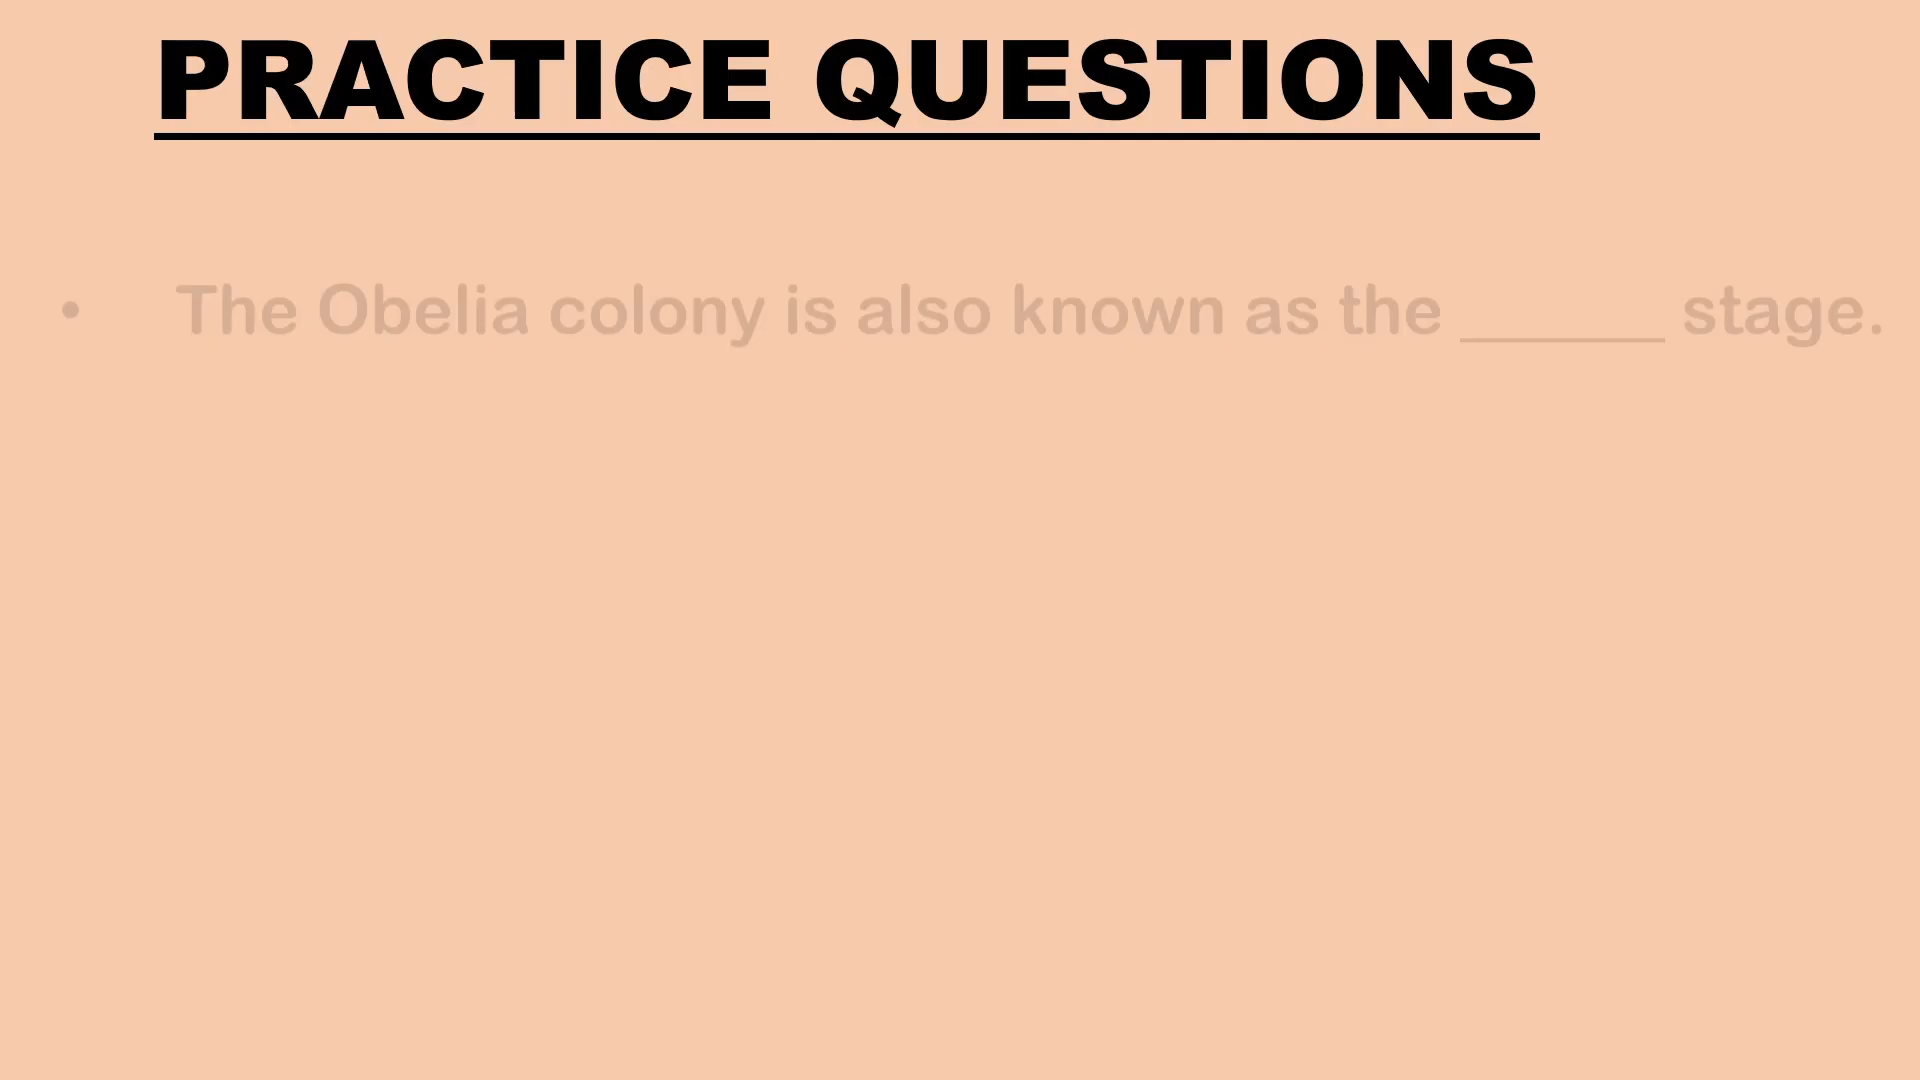 PRACTICE QUESTIONS
• The Obelia colony is also known as the ______ stage.